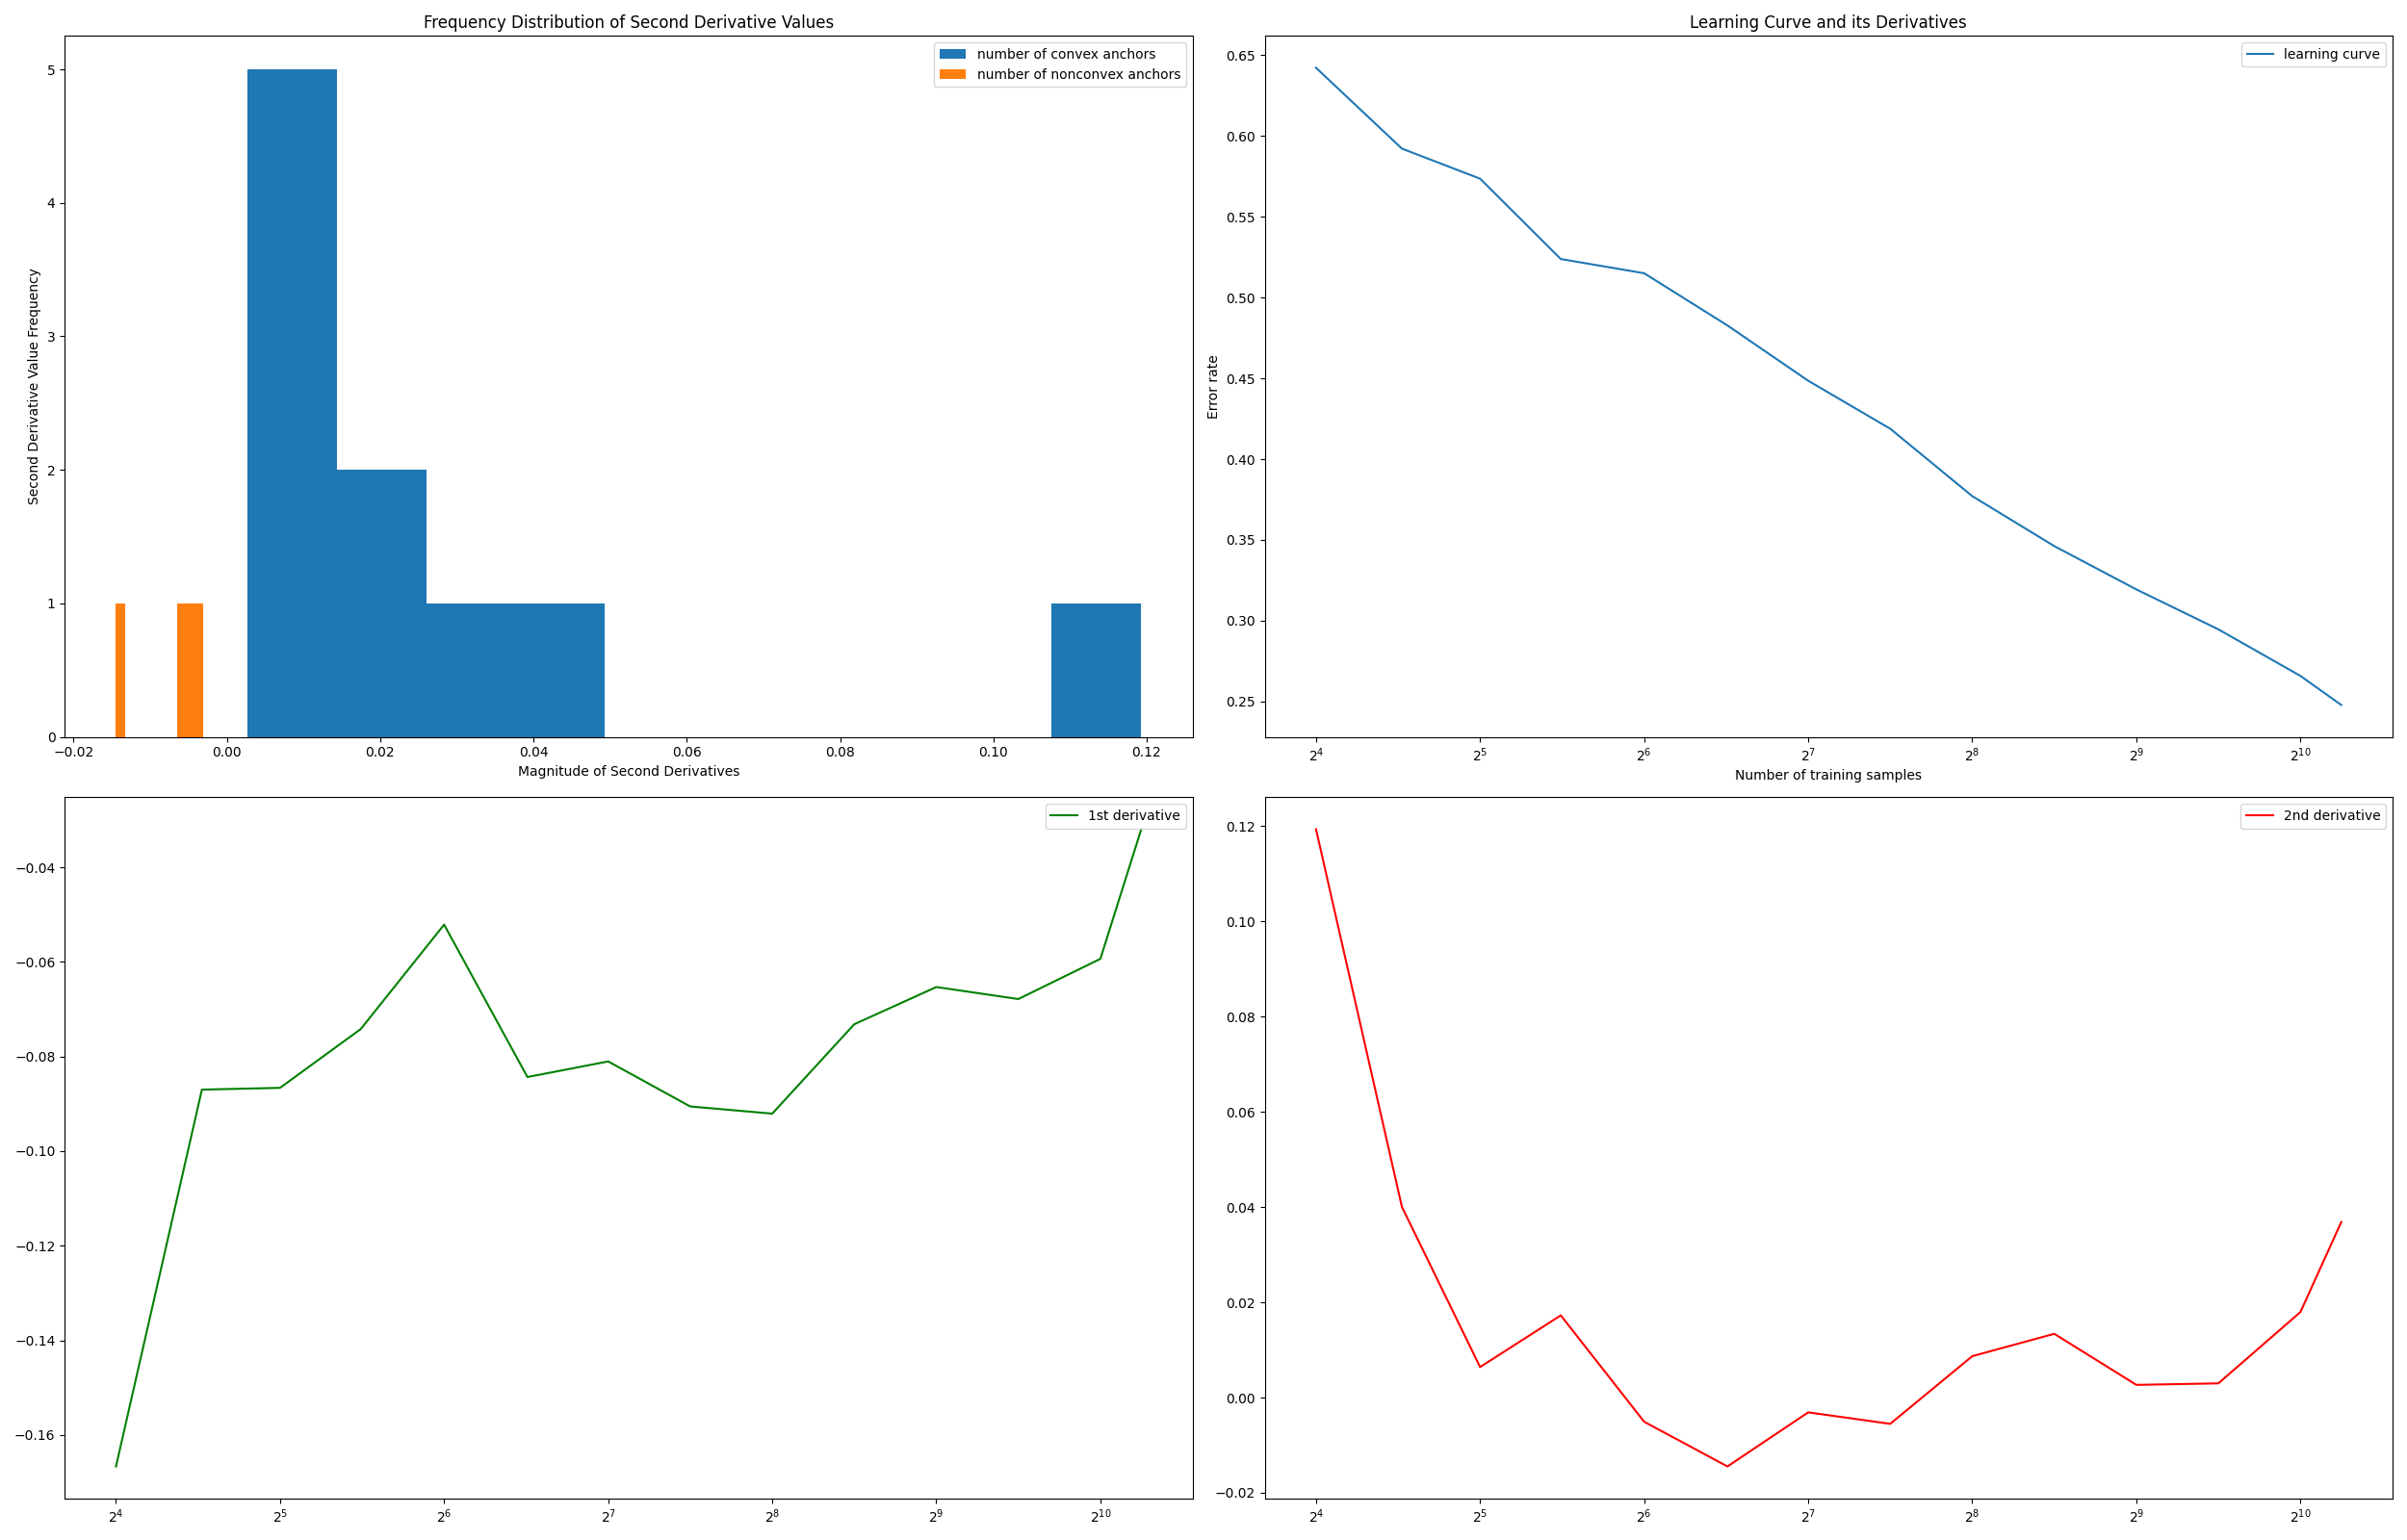 Frequency Distribution of Second Derivative Values
number of convex anchors
number of nonconvex anchors
Second Derivative Value Frequency
5
4
3
2
1
0
−0.02 0.00 0.02 0.04 0.06 0.08 0.10 0.12
Magnitude of Second Derivatives
Learning Curve and its Derivatives
learning curve
Error rate
0.65
0.60
0.55
0.50
0.45
0.40
0.35
0.30
0.25
2⁴ 2⁵ 2⁶ 2⁷ 2⁸ 2⁹ 2¹⁰
Number of training samples
1st derivative
−0.04
−0.06
−0.08
−0.10
−0.12
−0.14
−0.16
2⁴ 2⁵ 2⁶ 2⁷ 2⁸ 2⁹ 2¹⁰
2nd derivative
0.12
0.10
0.08
0.06
0.04
0.02
0.00
−0.02
2⁴ 2⁵ 2⁶ 2⁷ 2⁸ 2⁹ 2¹⁰